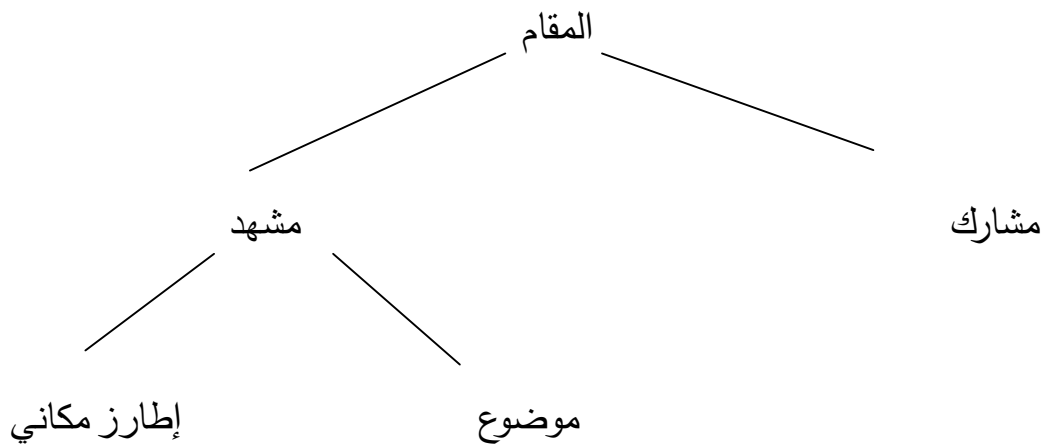 المقام
مشارك
مشهد
موضوع
إطارز مكاني